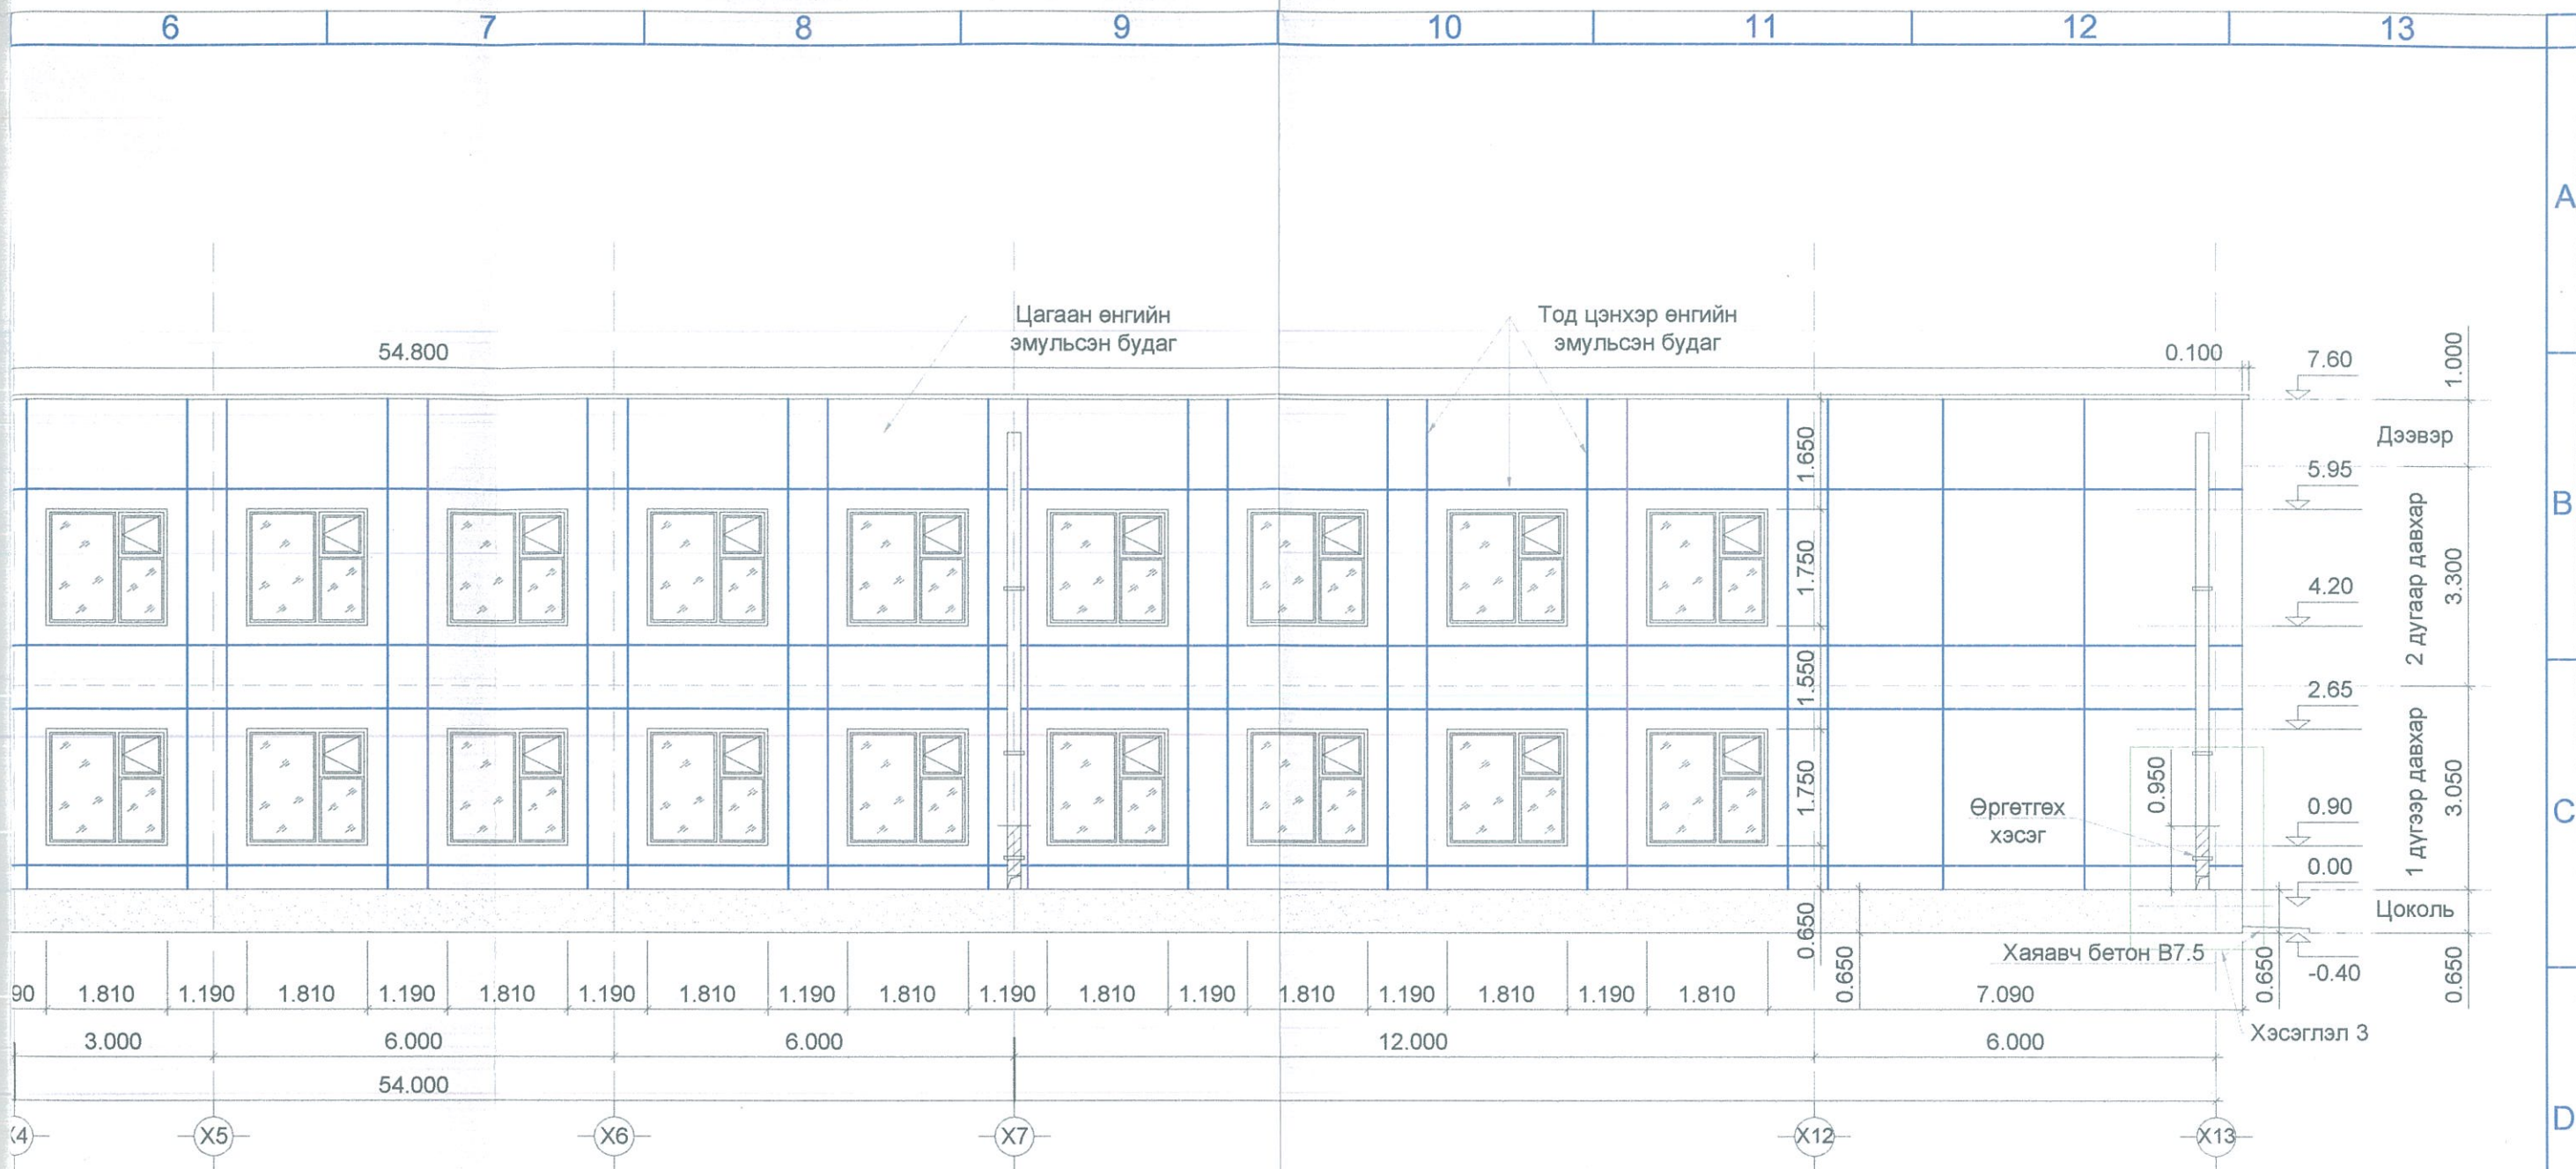 6 7 8 9 10 11 12 13
A
B
C
D
Цагаан өнгийн
эмульсэн будаг
Тод цэнхэр өнгийн
эмульсэн будаг
54.800
0.100
7.60
1.000
Дээвэр
1.650
5.95
1.750
4.20
2 дугаар давхар
3.300
1.550
2.65
1.750
0.950
Өргөтгөх
хэсэг
0.90
1 дүгээр давхар
3.050
0.00
Цоколь
0.650
0.650
Хаяавч бетон В7.5
0.650
-0.40
0.650
90 1.810 1.190 1.810 1.190 1.810 1.190 1.810 1.190 1.810 1.190 1.810 1.190 1.810 1.190 1.810 1.190 1.810 7.090
Хэсэглэл 3
3.000 6.000 6.000 12.000 6.000
54.000
X5 X6 X7 X12 X13